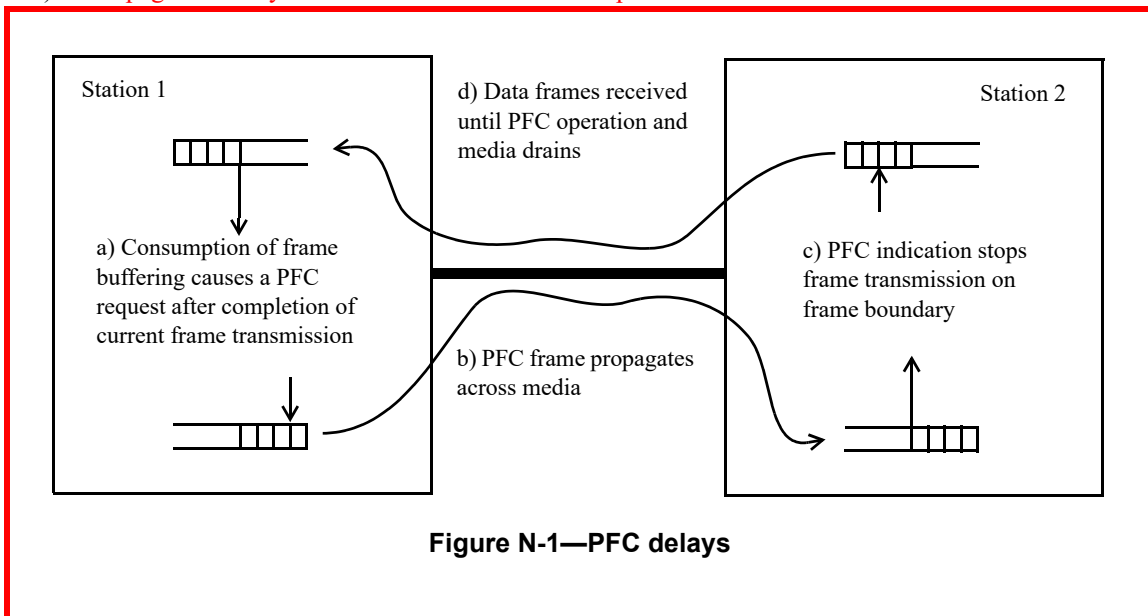 Station 1
d) Data frames received
until PFC operation and
media drains
Station 2
a) Consumption of frame
buffering causes a PFC
request after completion of
current frame transmission
c) PFC indication stops
frame transmission on
frame boundary
b) PFC frame propagates
across media
Figure N-1—PFC delays